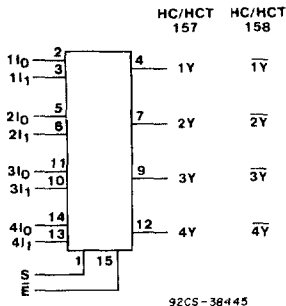 HC/HCT HC/HCT
157 158
1I0 2 4 1Y 1Y
1I1 3
2I0 5 7 2Y 2Y
2I1 6
3I0 11 9 3Y 3Y
3I1 10
4I0 14 12 4Y 4Y
4I1 13
1 15
S
E
92CS-38445